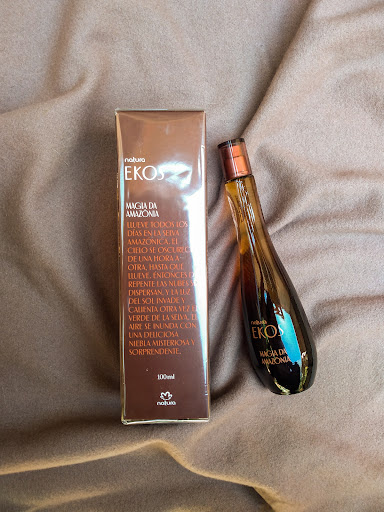 natura
EKOS
MAGIA DA
AMAZÔNIA
LLUEVE TODOS LOS
DÍAS EN LA SELVA
AMAZÓNICA. EL
CIELO SE OSCURECE
DE UNA HORA A
OTRA, HASTA QUE
LLUEVE. ENTONCES DE
REPENTE LAS NUBES SE
DISPERSAN, Y LA LUZ
DEL SOL INVADE Y
CALIENTA OTRA VEZ EL
VERDE DE LA SELVA. EL
AIRE SE INUNDA CON
UNA DELICIOSA
NIEBLA MISTERIOSA Y
SORPRENDENTE.
100ml
natura
natura
EKOS
MAGIA DA
AMAZÔNIA